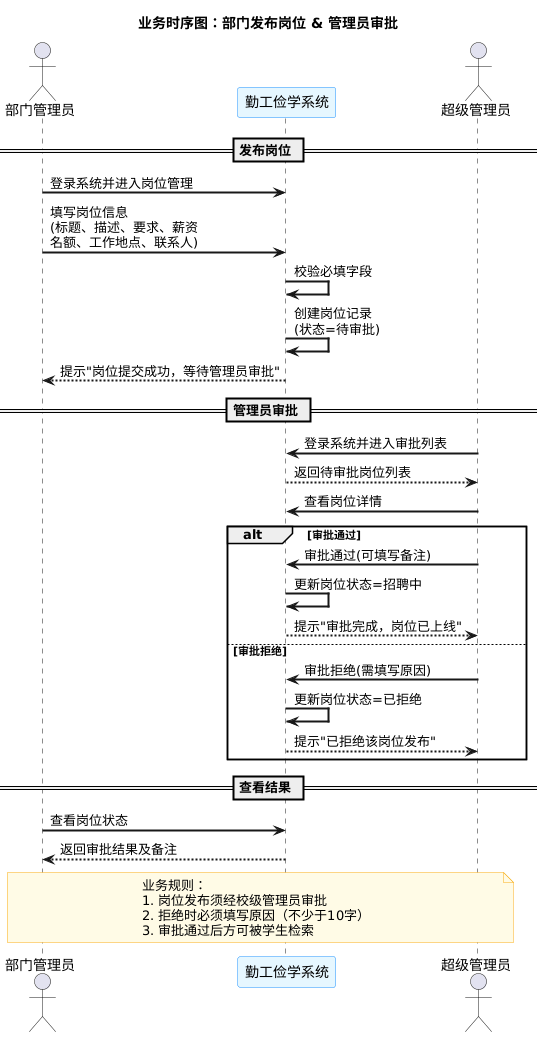 业务时序图：部门发布岗位 & 管理员审批
部门管理员
勤工俭学系统
超级管理员
发布岗位
登录系统并进入岗位管理
填写岗位信息
(标题、描述、要求、薪资
名额、工作地点、联系人)
校验必填字段
创建岗位记录
(状态=待审批)
提示"岗位提交成功，等待管理员审批"
管理员审批
登录系统并进入审批列表
返回待审批岗位列表
查看岗位详情
alt [审批通过]
审批通过(可填写备注)
更新岗位状态=招聘中
提示"审批完成，岗位已上线"
[审批拒绝]
审批拒绝(需填写原因)
更新岗位状态=已拒绝
提示"已拒绝该岗位发布"
查看结果
查看岗位状态
返回审批结果及备注
业务规则：
1. 岗位发布须经校级管理员审批
2. 拒绝时必须填写原因（不少于10字）
3. 审批通过后方可被学生检索
部门管理员
勤工俭学系统
超级管理员